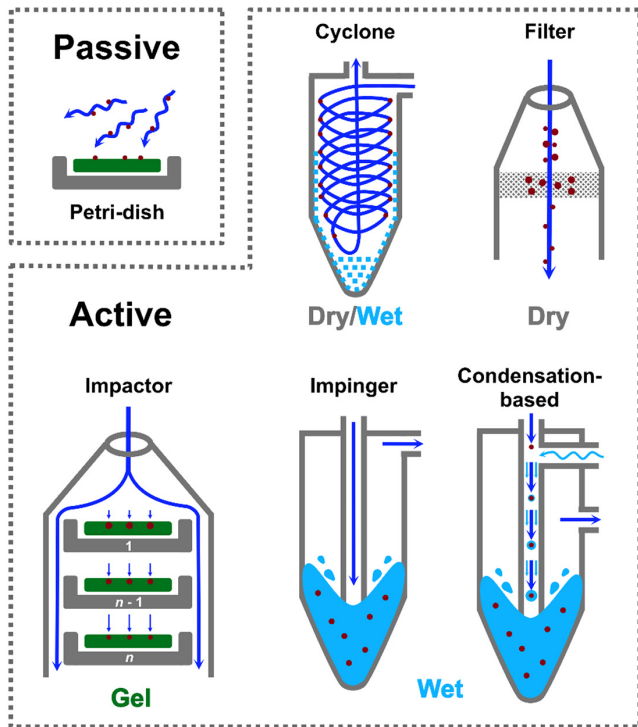 Passive
Petri-dish
Cyclone
Dry/Wet
Filter
Dry
Active
Impactor
1
n - 1
n
Gel
Impinger
Condensation-
based
Wet